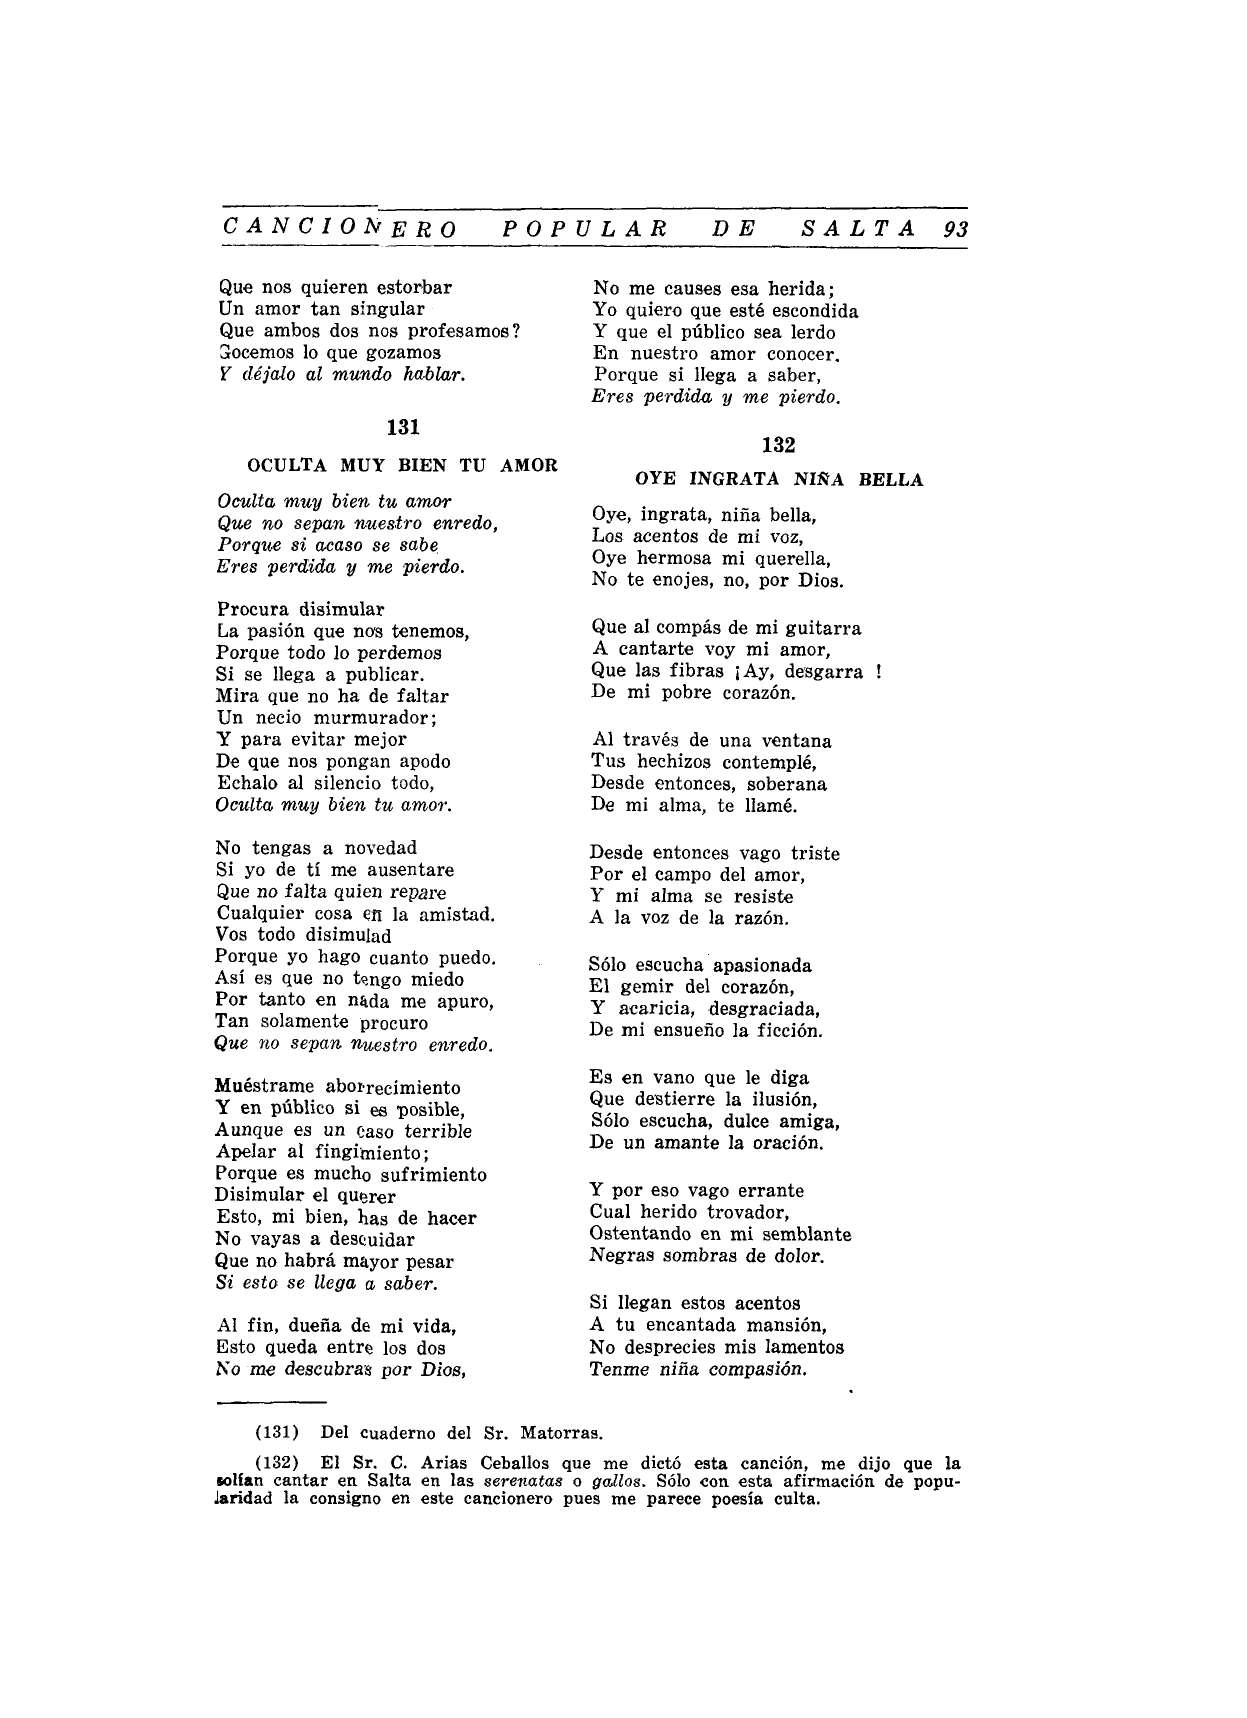 CANCIONERO POPULAR DE SALTA 93
Que nos quieren estorbar
Un amor tan singular
Que ambos dos nos profesamos?
Gocemos lo que gozamos
Y déjalo al mundo hablar.
131
OCULTA MUY BIEN TU AMOR
Oculta muy bien tu amor
Que no sepan nuestro enredo,
Porque si acaso se sabe
Eres perdida y me pierdo.
Procura disimular
La pasión que nos tenemos,
Porque todo lo perdemos
Si se llega a publicar.
Mira que no ha de faltar
Un necio murmurador;
Y para evitar mejor
De que nos pongan apodo
Echalo al silencio todo,
Oculta muy bien tu amor.
No tengas a novedad
Si yo de tí me ausentare
Que no falta quien repare
Cualquier cosa en la amistad.
Vos todo disimulad
Porque yo hago cuanto puedo.
Así es que no tengo miedo
Por tanto en nada me apuro,
Tan solamente procuro
Que no sepan nuestro enredo.
Muéstrame aborrecimiento
Y en público si es posible,
Aunque es un caso terrible
Apelar al fingimiento;
Porque es mucho sufrimiento
Disimular el querer
Esto, mi bien, has de hacer
No vayas a descuidar
Que no habrá mayor pesar
Si esto se llega a saber.
Al fin, dueña de mi vida,
Esto queda entre los dos
No me descubras por Dios,
No me causes esa herida;
Yo quiero que esté escondida
Y que el público sea lerdo
En nuestro amor conocer.
Porque si llega a saber,
Eres perdida y me pierdo.
132
OYE INGRATA NIÑA BELLA
Oye, ingrata, niña bella,
Los acentos de mi voz,
Oye hermosa mi querella,
No te enojes, no, por Dios.
Que al compás de mi guitarra
A cantarte voy mi amor,
Que las fibras ¡Ay, desgarra !
De mi pobre corazón.
Al través de una ventana
Tus hechizos contemplé,
Desde entonces, soberana
De mi alma, te llamé.
Desde entonces vago triste
Por el campo del amor,
Y mi alma se resiste
A la voz de la razón.
Sólo escucha apasionada
El gemir del corazón,
Y acaricia, desgraciada,
De mi ensueño la ficción.
Es en vano que le diga
Que destierre la ilusión,
Sólo escucha, dulce amiga,
De un amante la oración.
Y por eso vago errante
Cual herido trovador,
Ostentando en mi semblante
Negras sombras de dolor.
Si llegan estos acentos
A tu encantada mansión,
No desprecies mis lamentos
Tenme niña compasión.
(131) Del cuaderno del Sr. Matorras.
(132) El Sr. C. Arias Ceballos que me dictó esta canción, me dijo que la
solían cantar en Salta en las serenatas o gallos. Sólo con esta afirmación de popu-
laridad la consigno en este cancionero pues me parece poesía culta.